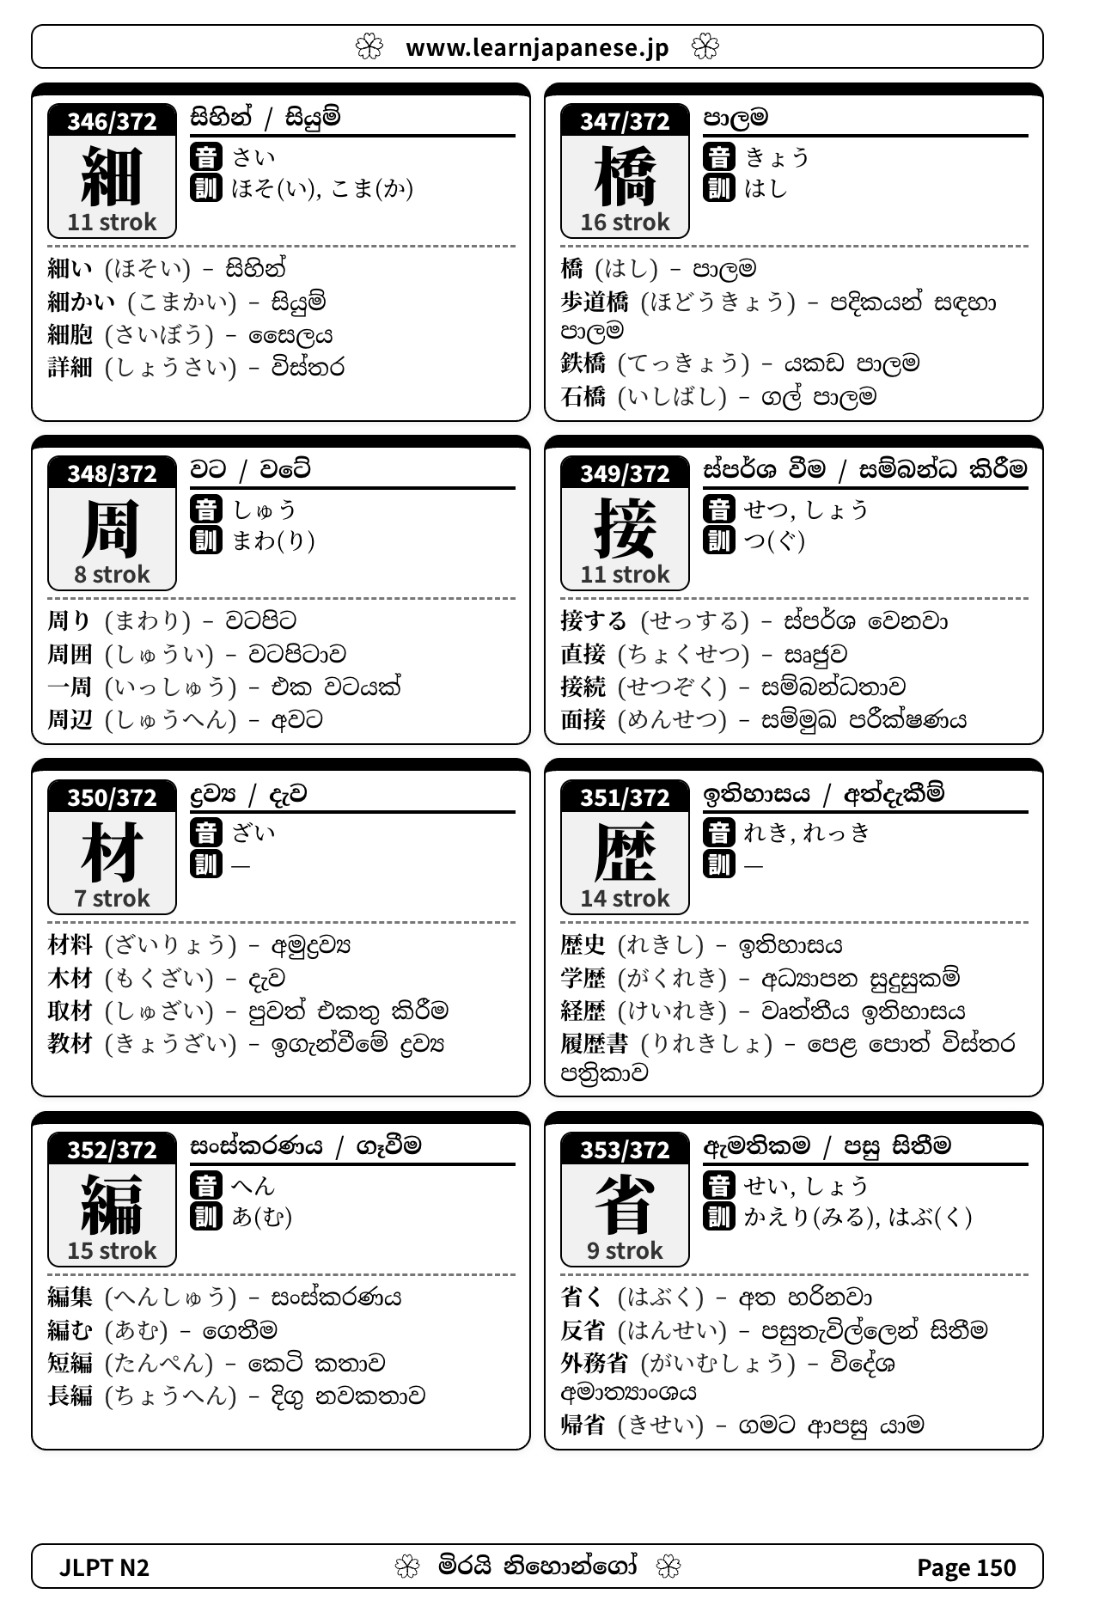 www.learnjapanese.jp
346/372
細
11 strok
සිහින් / සියුම්
音 さい
訓 ほそ(い), こま(か)
細い (ほそい) – සිහින්
細かい (こまかい) – සියුම්
細胞 (さいぼう) – සෛලය
詳細 (しょうさい) – විස්තර
347/372
橋
16 strok
පාලම
音 きょう
訓 はし
橋 (はし) – පාලම
歩道橋 (ほどうきょう) – පදිකයන් සඳහා
පාලම
鉄橋 (てっきょう) – යකඩ පාලම
石橋 (いしばし) – ගල් පාලම
348/372
周
8 strok
වට / වටේ
音 しゅう
訓 まわ(り)
周り (まわり) – වටපිට
周囲 (しゅうい) – වටපිටාව
一周 (いっしゅう) – එක වටයක්
周辺 (しゅうへん) – අවට
349/372
接
11 strok
ස්පර්ශ වීම / සම්බන්ධ කිරීම
音 せつ, しょう
訓 つ(ぐ)
接する (せっする) – ස්පර්ශ වෙනවා
直接 (ちょくせつ) – සෘජුව
接続 (せつぞく) – සම්බන්ධතාව
面接 (めんせつ) – සම්මුඛ පරීක්ෂණය
350/372
材
7 strok
ද්‍රව්‍ය / දැව
音 ざい
訓 —
材料 (ざいりょう) – අමුද්‍රව්‍ය
木材 (もくざい) – දැව
取材 (しゅざい) – පුවත් එකතු කිරීම
教材 (きょうざい) – ඉගැන්වීමේ ද්‍රව්‍ය
351/372
歴
14 strok
ඉතිහාසය / අත්දැකීම්
音 れき, れっき
訓 —
歴史 (れきし) – ඉතිහාසය
学歴 (がくれき) – අධ්‍යාපන සුදුසුකම්
経歴 (けいれき) – වෘත්තීය ඉතිහාසය
履歴書 (りれきしょ) – පෙළ පොත් විස්තර
පත්‍රිකාව
352/372
編
15 strok
සංස්කරණය / ගෑවීම
音 へん
訓 あ(む)
編集 (へんしゅう) – සංස්කරණය
編む (あむ) – ගෙතීම
短編 (たんぺん) – කෙටි කතාව
長編 (ちょうへん) – දිගු නවකතාව
353/372
省
9 strok
ඇමතිකම / පසු සිතීම
音 せい, しょう
訓 かえり(みる), はぶ(く)
省く (はぶく) – අත හරිනවා
反省 (はんせい) – පසුතැවිල්ලෙන් සිතීම
外務省 (がいむしょう) – විදේශ
අමාත්‍යාංශය
帰省 (きせい) – ගමට ආපසු යාම
JLPT N2
මිරයි නිහොන්ගෝ
Page 150